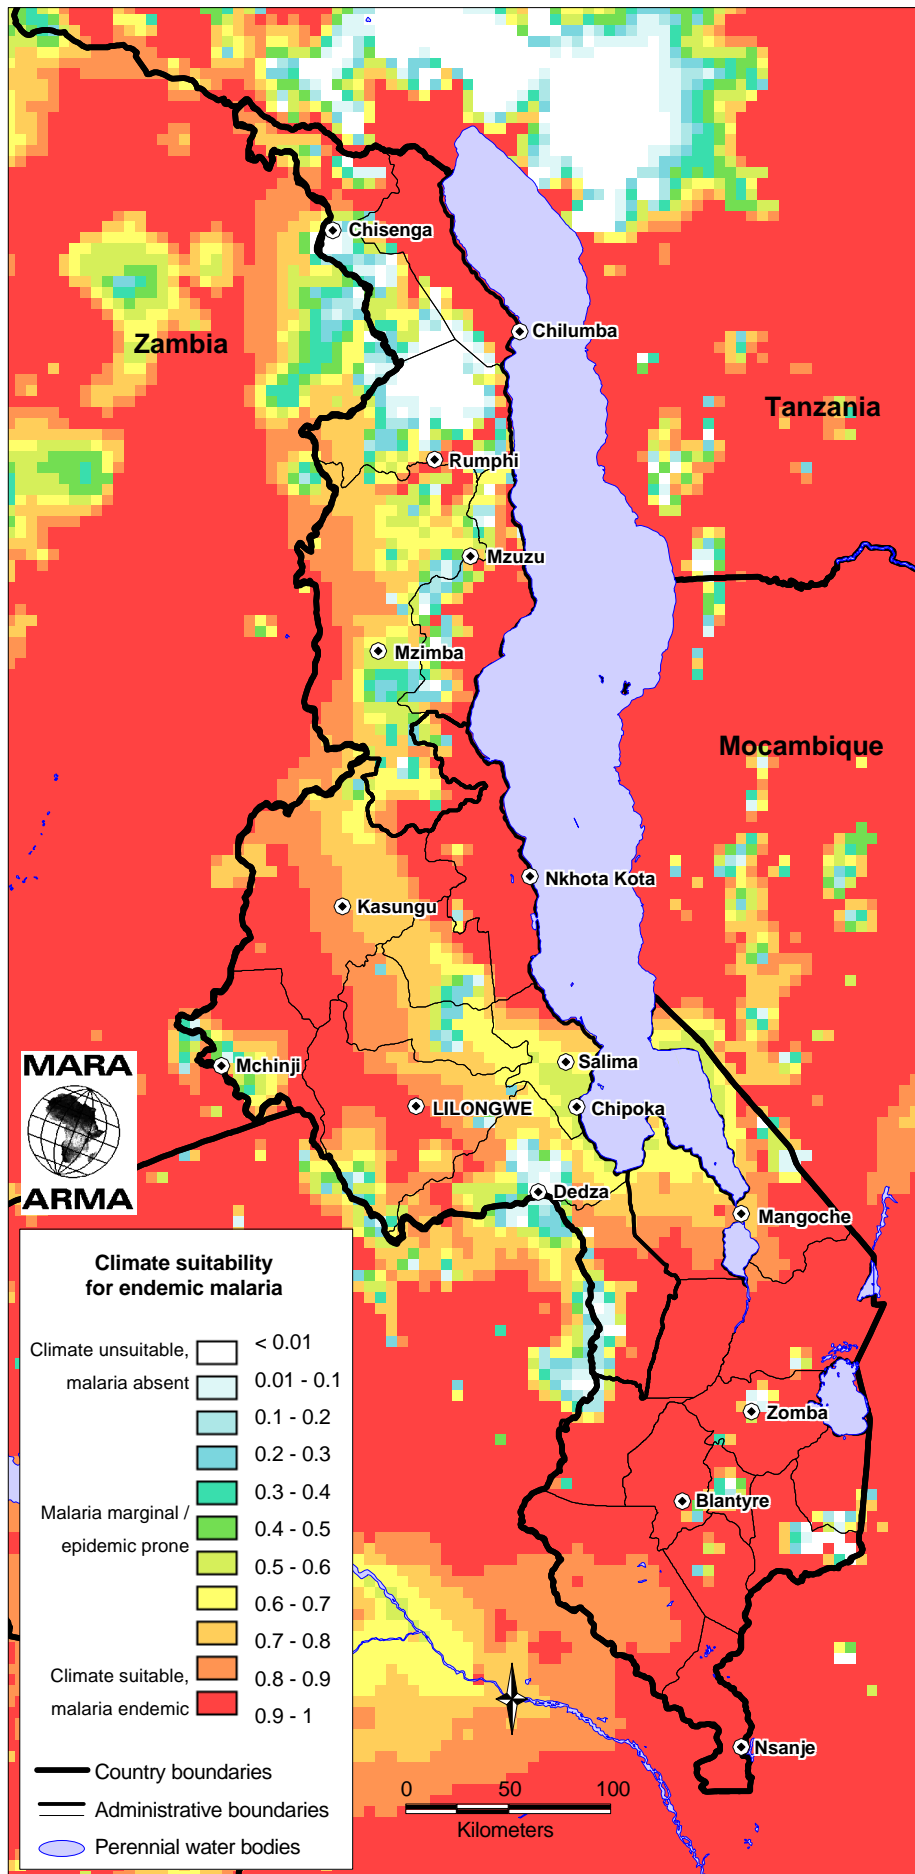 Chisenga
Chilumba
Zambia
Tanzania
Rumphi
Mzuzu
Mzimba
Mocambique
Nkhota Kota
Kasungu
MARA
Mchinji
Salima
LILONGWE
Chipoka
ARMA
Dedza
Mangoche
Climate suitability
for endemic malaria
Climate unsuitable,
malaria absent
< 0.01
0.01 - 0.1
0.1 - 0.2
0.2 - 0.3
0.3 - 0.4
Malaria marginal /
epidemic prone
0.4 - 0.5
0.5 - 0.6
0.6 - 0.7
0.7 - 0.8
Climate suitable,
malaria endemic
0.8 - 0.9
0.9 - 1
Country boundaries
Administrative boundaries
Perennial water bodies
Zomba
Blantyre
Nsanje
0 50 100
Kilometers